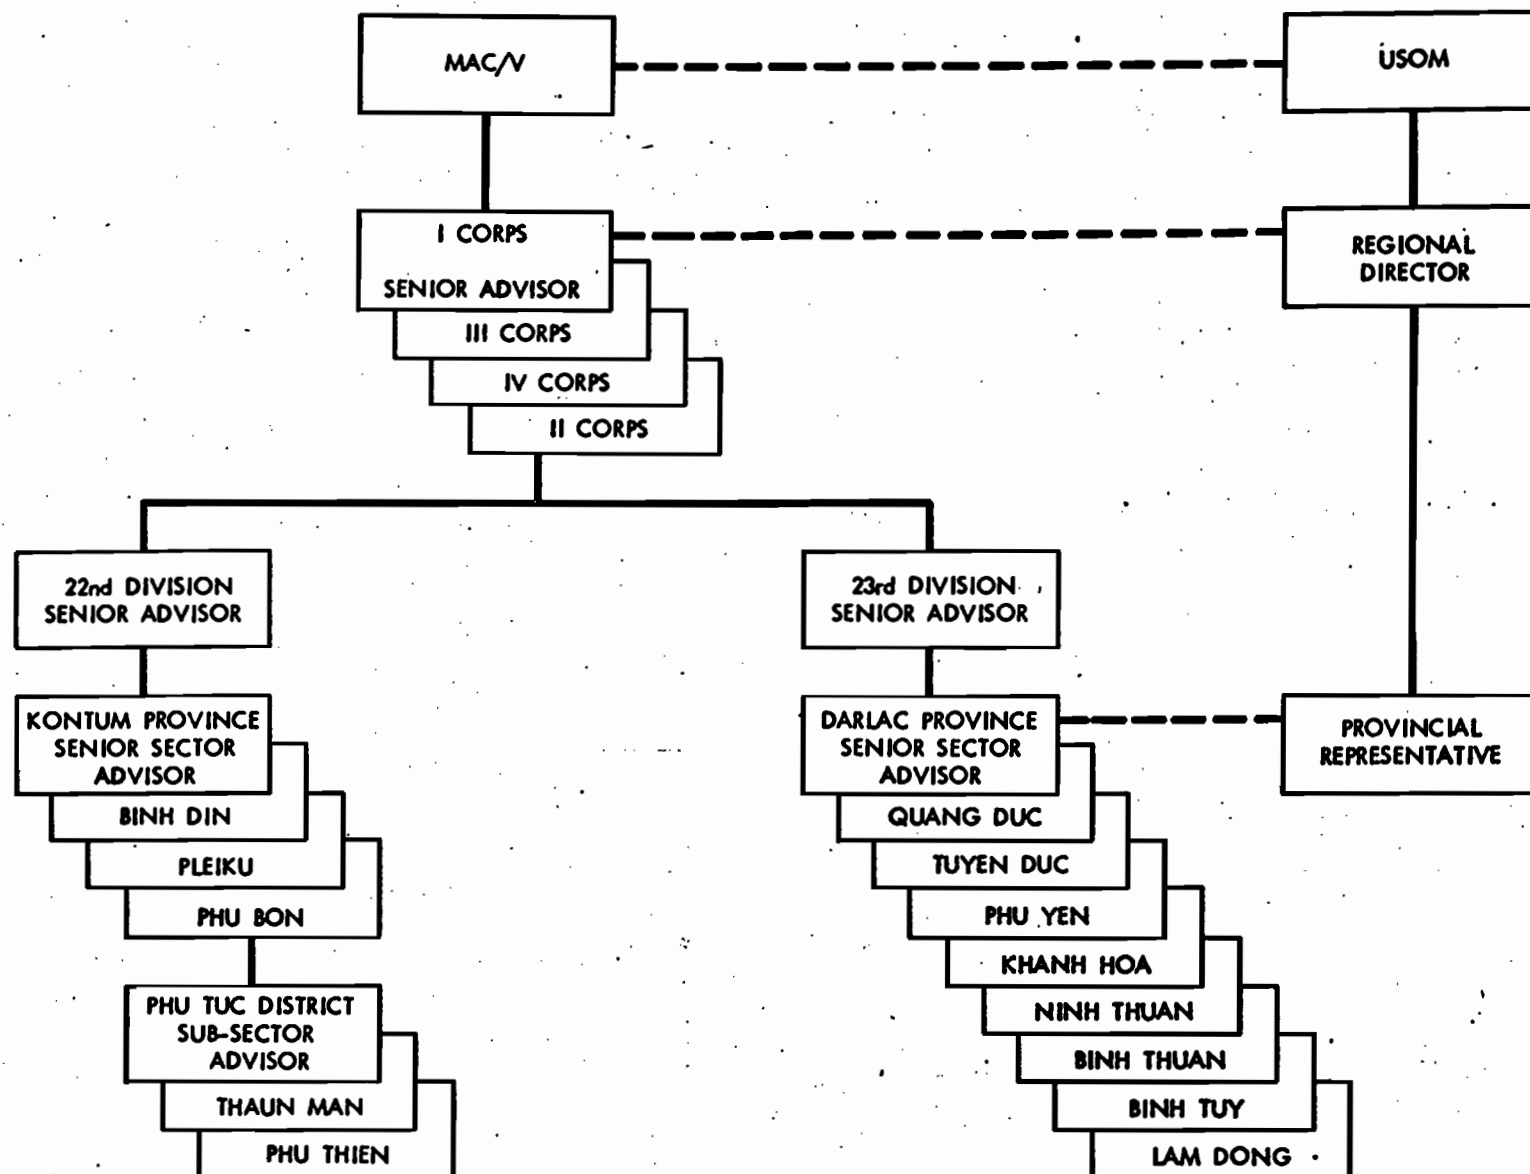 MAC/V
USOM
I CORPS
SENIOR ADVISOR
III CORPS
IV CORPS
II CORPS
REGIONAL
DIRECTOR
22nd DIVISION
SENIOR ADVISOR
23rd DIVISION
SENIOR ADVISOR
KONTUM PROVINCE
SENIOR SECTOR
ADVISOR
BINH DIN
PLEIKU
PHU BON
DARLAC PROVINCE
SENIOR SECTOR
ADVISOR
QUANG DUC
TUYEN DUC
PHU YEN
KHANH HOA
NINH THUAN
BINH THUAN
BINH TUY
LAM DONG
PROVINCIAL
REPRESENTATIVE
PHU TUC DISTRICT
SUB-SECTOR
ADVISOR
THAUN MAN
PHU THIEN